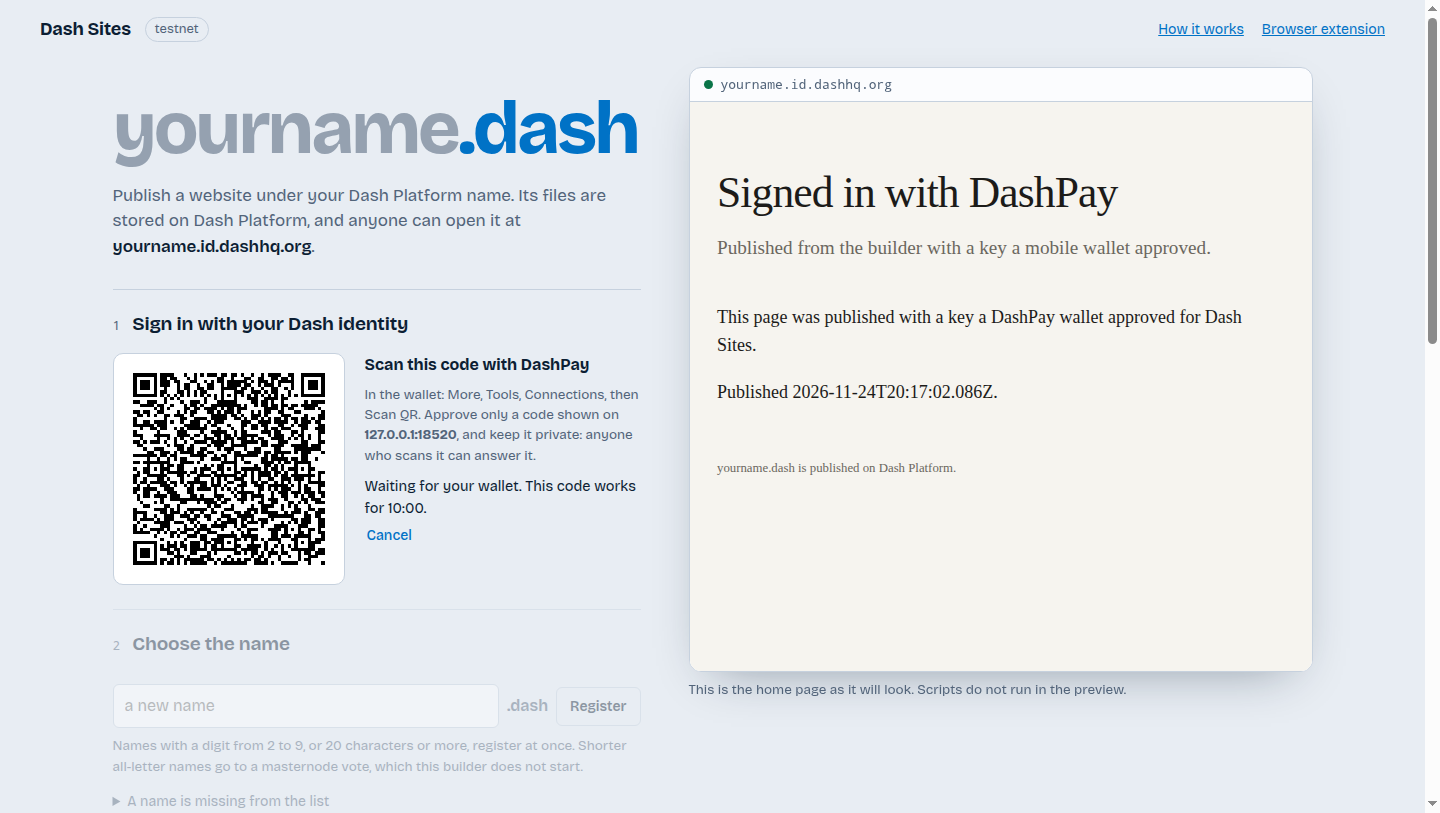 Dash Sites testnet
How it works Browser extension
yourname.dash
Publish a website under your Dash Platform name. Its files are
stored on Dash Platform, and anyone can open it at
yourname.id.dashhq.org.
1 Sign in with your Dash identity
Scan this code with DashPay
In the wallet: More, Tools, Connections, then
Scan QR. Approve only a code shown on
127.0.0.1:18520, and keep it private: anyone
who scans it can answer it.
Waiting for your wallet. This code works
for 10:00.
Cancel
2 Choose the name
a new name .dash Register
Names with a digit from 2 to 9, or 20 characters or more, register at once. Shorter
all-letter names go to a masternode vote, which this builder does not start.
A name is missing from the list
yourname.id.dashhq.org
Signed in with DashPay
Published from the builder with a key a mobile wallet approved.
This page was published with a key a DashPay wallet approved for Dash
Sites.
Published 2026-11-24T20:17:02.086Z.
yourname.dash is published on Dash Platform.
This is the home page as it will look. Scripts do not run in the preview.